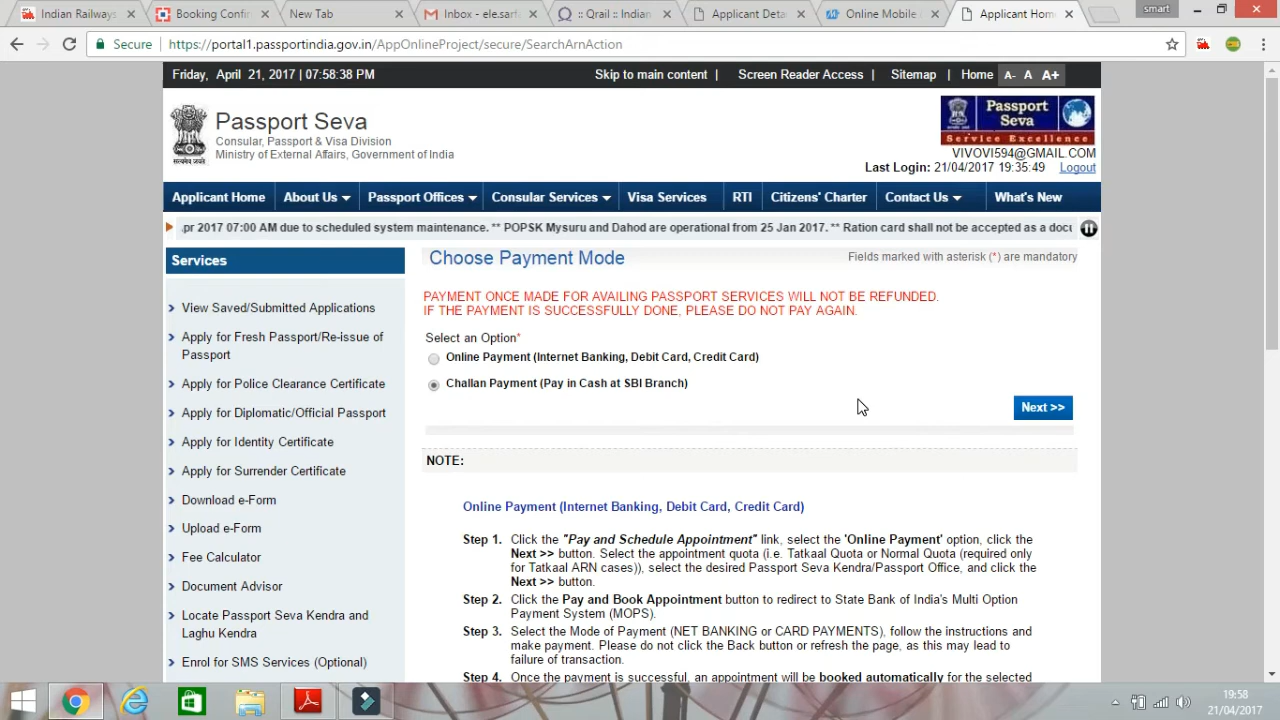 Indian Railways
Booking Confir
New Tab
Inbox - ele.sarf
:: Qrail :: Indian
Applicant Deta
Online Mobile
Applicant Hom
smart
Secure
https://portal1.passportindia.gov.in/AppOnlineProject/secure/SearchArnAction
Friday, April 21, 2017 | 07:58:38 PM
Skip to main content | Screen Reader Access | Sitemap | Home A- A A+
Passport Seva
Consular, Passport & Visa Division
Ministry of External Affairs, Government of India
Passport
Seva
Service Excellence
VIVOVI594@GMAIL.COM
Last Login: 21/04/2017 19:35:49 Logout
Applicant Home About Us Passport Offices Consular Services Visa Services RTI Citizens' Charter Contact Us What's New
pr 2017 07:00 AM due to scheduled system maintenance. ** POPSK Mysuru and Dahod are operational from 25 Jan 2017. ** Ration card shall not be accepted as a docu
Services
View Saved/Submitted Applications
Apply for Fresh Passport/Re-issue of
Passport
Apply for Police Clearance Certificate
Apply for Diplomatic/Official Passport
Apply for Identity Certificate
Apply for Surrender Certificate
Download e-Form
Upload e-Form
Fee Calculator
Document Advisor
Locate Passport Seva Kendra and
Laghu Kendra
Enrol for SMS Services (Optional)
Choose Payment Mode
Fields marked with asterisk (*) are mandatory
PAYMENT ONCE MADE FOR AVAILING PASSPORT SERVICES WILL NOT BE REFUNDED.
IF THE PAYMENT IS SUCCESSFULLY DONE, PLEASE DO NOT PAY AGAIN.
Select an Option*
Online Payment (Internet Banking, Debit Card, Credit Card)
Challan Payment (Pay in Cash at SBI Branch)
Next >>
NOTE:
Online Payment (Internet Banking, Debit Card, Credit Card)
Step 1. Click the "Pay and Schedule Appointment" link, select the 'Online Payment' option, click the
Next >> button. Select the appointment quota (i.e. Tatkaal Quota or Normal Quota (required only
for Tatkaal ARN cases)), select the desired Passport Seva Kendra/Passport Office, and click the
Next >> button.
Step 2. Click the Pay and Book Appointment button to redirect to State Bank of India's Multi Option
Payment System (MOPS).
Step 3. Select the Mode of Payment (NET BANKING or CARD PAYMENTS), follow the instructions and
make payment. Please do not click the Back button or refresh the page, as this may lead to
failure of transaction.
Step 4. Once the payment is successful, an appointment will be booked automatically for the selected
19:58
21/04/2017